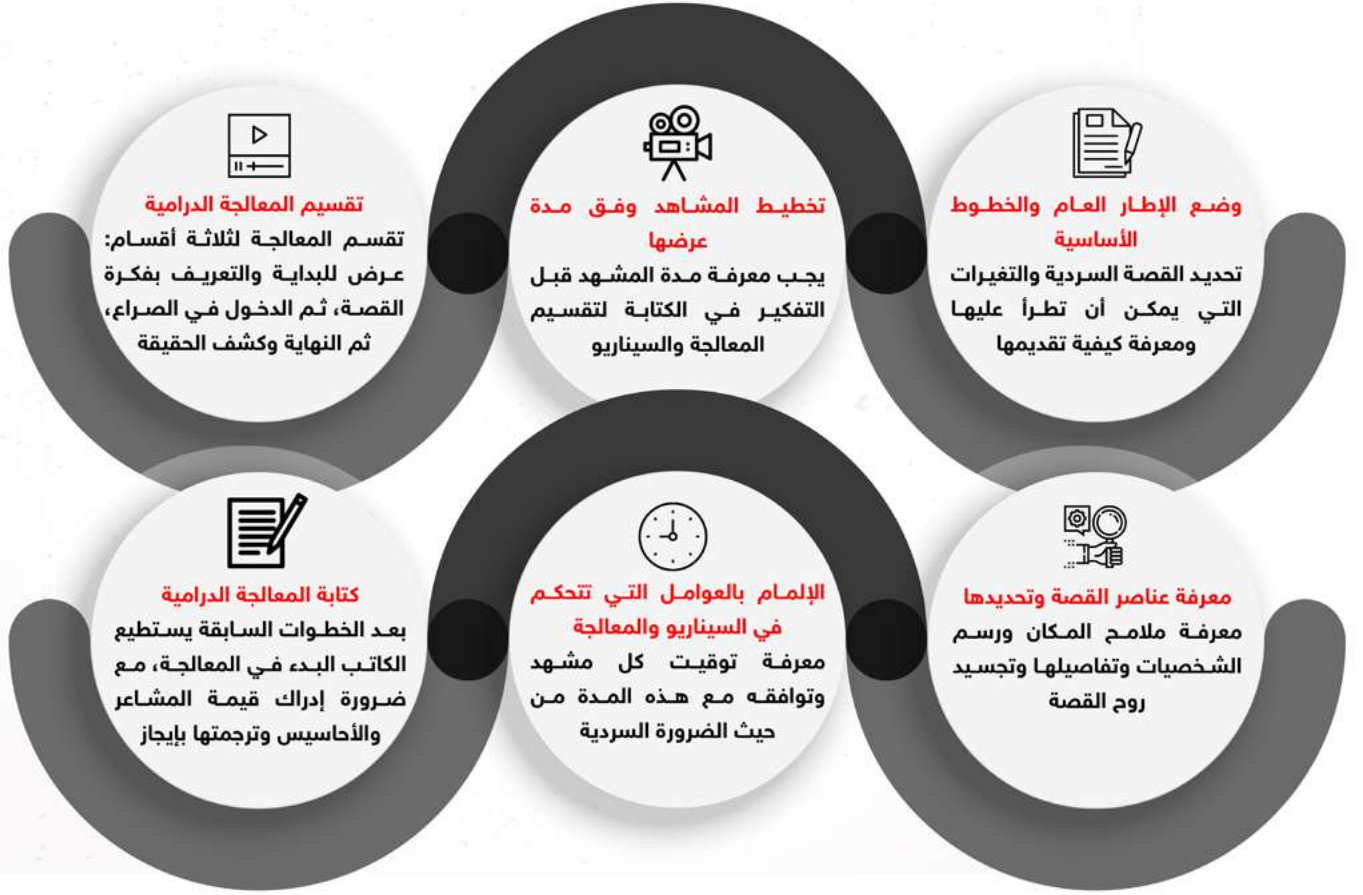 وضع الإطار العام والخطوط
الأساسية
تحديد القصة السردية والتغيرات
التي يمكن أن تطرأ عليها
ومعرفة كيفية تقديمها
تخطيط المشاهد وفق مدة
عرضها
يجب معرفة مدة المشهد قبل
التفكير في الكتابة لتقسيم
المعالجة والسيناريو
تقسيم المعالجة الدرامية
تقسم المعالجة لثلاثة أقسام:
عرض للبداية والتعريف بفكرة
القصة، ثم الدخول في الصراع،
ثم النهاية وكشف الحقيقة
معرفة عناصر القصة وتحديدها
معرفة ملامح المكان ورسم
الشخصيات وتفاصيلها وتجسيد
روح القصة
الإلمام بالعوامل التي تتحكم
في السيناريو والمعالجة
معرفة توقيت كل مشهد
وتوافقه مع هذه المدة من
حيث الضرورة السردية
كتابة المعالجة الدرامية
بعد الخطوات السابقة يستطيع
الكاتب البدء في المعالجة، مع
ضرورة إدراك قيمة المشاعر
والأحاسيس وترجمتها بإيجاز